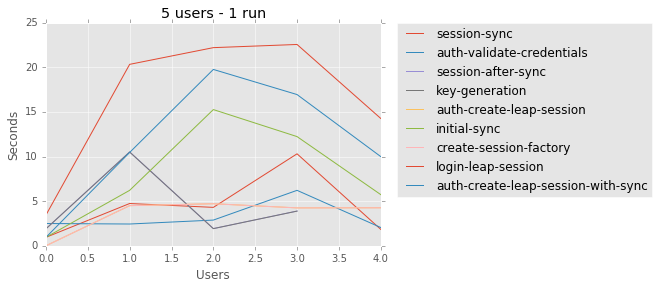 5 users - 1 run
25
20
15
10
5
0
Seconds
0.0 0.5 1.0 1.5 2.0 2.5 3.0 3.5 4.0
Users
session-sync
auth-validate-credentials
session-after-sync
key-generation
auth-create-leap-session
initial-sync
create-session-factory
login-leap-session
auth-create-leap-session-with-sync